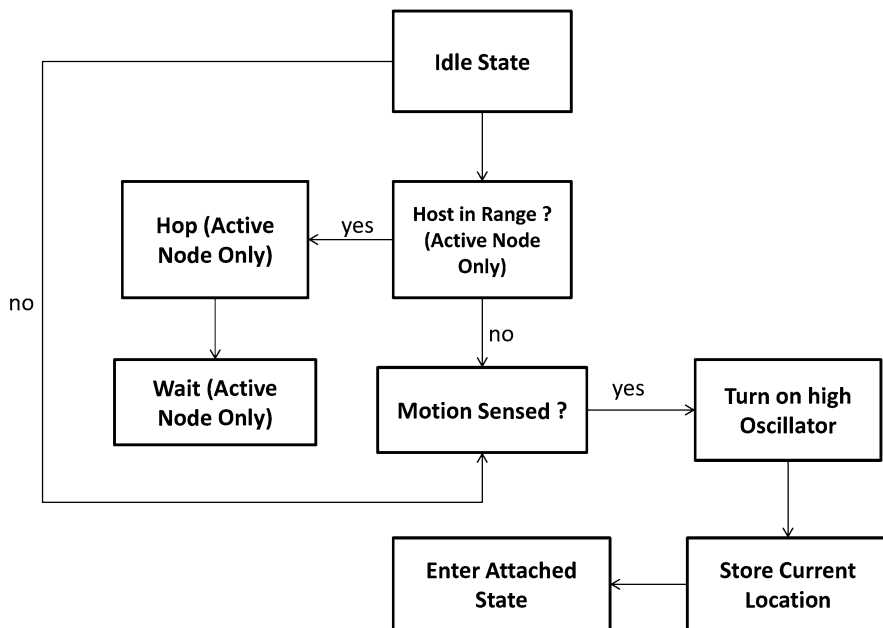 Idle State
Hop (Active
Node Only)
yes
Host in Range ?
(Active Node
Only)
no
no
Wait (Active
Node Only)
Motion Sensed ?
yes
Turn on high
Oscillator
Enter Attached
State
Store Current
Location